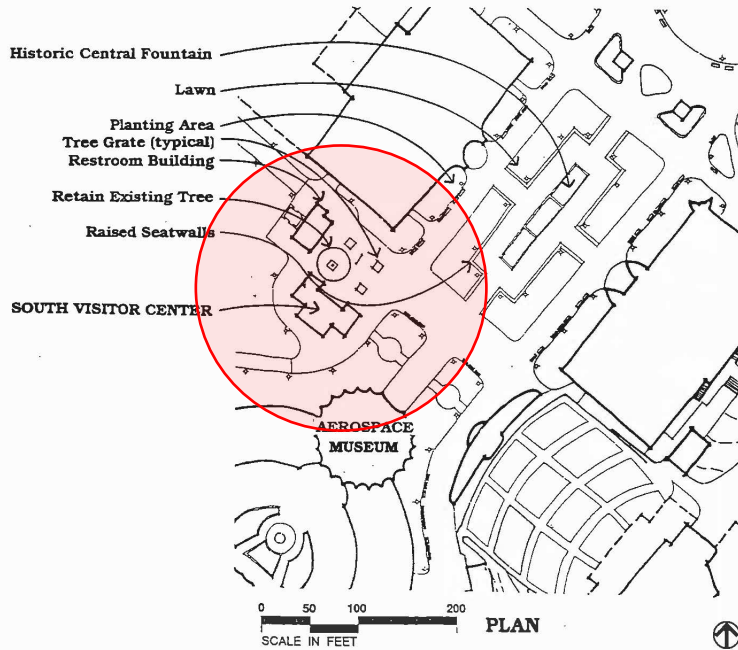 Historic Central Fountain
Lawn
Planting Area
Tree Grate (typical)
Restroom Building
Retain Existing Tree
Raised Seatwalls
SOUTH VISITOR CENTER
AEROSPACE
MUSEUM
0 50 100 200
SCALE IN FEET
PLAN